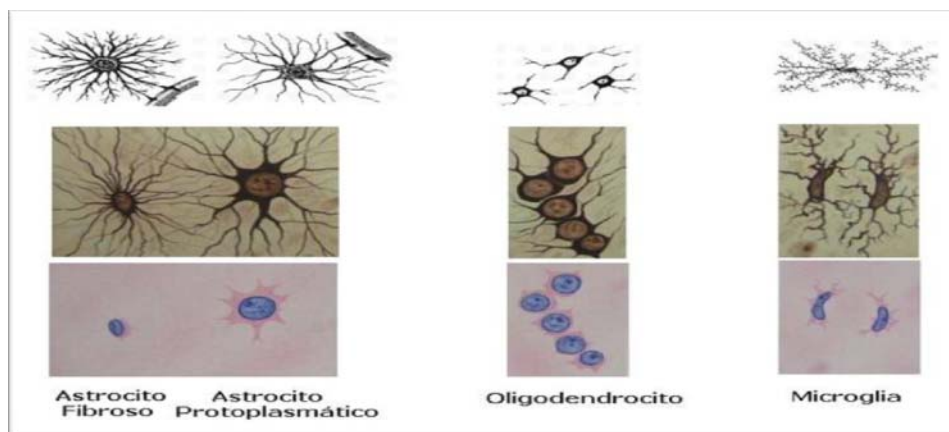 Astrocito
Fibroso
Astrocito
Protoplasmático
Oligodendrocito
Microglia